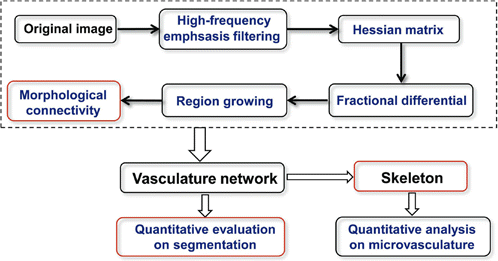 Original image
High-frequency
emphsasis filtering
Hessian matrix
Morphological
connectivity
Region growing
Fractional differential
Vasculature network
Skeleton
Quantitative evaluation
on segmentation
Quantitative analysis
on microvasculature